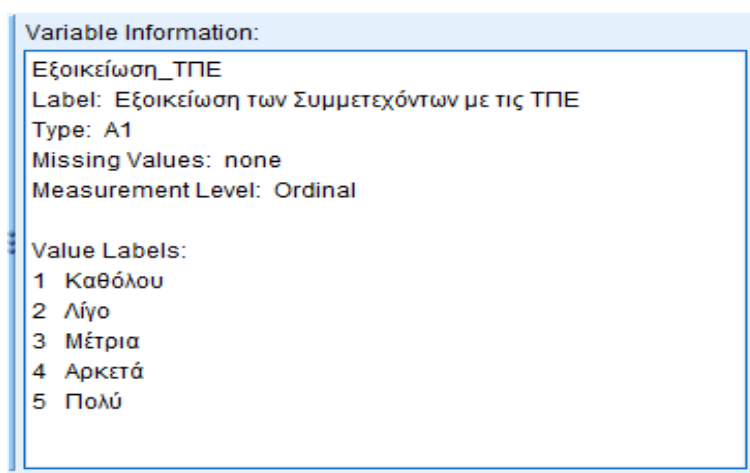 Variable Information:
Εξοικείωση_ΤΠΕ
Label: Εξοικείωση των Συμμετεχόντων με τις ΤΠΕ
Type: A1
Missing Values: none
Measurement Level: Ordinal
Value Labels:
1 Καθόλου
2 Λίγο
3 Μέτρια
4 Αρκετά
5 Πολύ